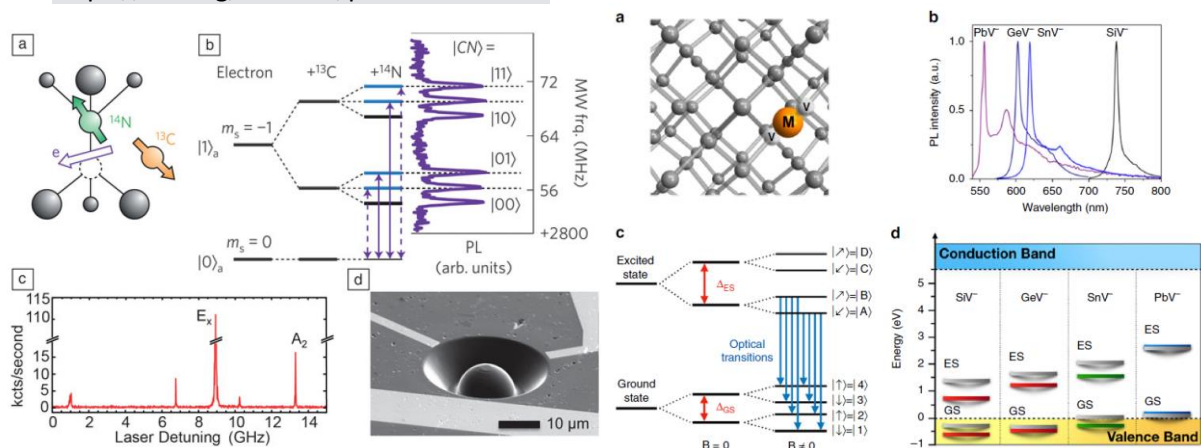 a
14N
13C
e
b
Electron
+13C
+14N
|CN⟩ =
|11⟩
|10⟩
|01⟩
|00⟩
|1⟩a
ms = −1
|0⟩a
ms = 0
72
64
56
+2800
MW frq. (MHz)
PL
(arb. units)
c
kcts/second
115
110
105
15
10
5
0
Ex
A2
0 2 4 6 8 10 12 14
Laser Detuning (GHz)
d
10 µm
a
M
V
V
b
PbV− GeV− SnV− SiV−
PL intensity (a.u.)
1.0
0.5
0.0
550 600 650 700 750 800
Wavelength (nm)
c
Excited
state
ΔES
|↗⟩=|D⟩
|↙⟩=|C⟩
|↗⟩=|B⟩
|↙⟩=|A⟩
Optical
transitions
Ground
state
ΔGS
|↑⟩=|4⟩
|↓⟩=|3⟩
|↑⟩=|2⟩
|↓⟩=|1⟩
B = 0
B ≠ 0
d
Conduction Band
SiV− GeV− SnV− PbV−
Energy (eV)
5
4
3
2
1
0
−1
ES
ES
ES
ES
GS
GS
GS
GS
Valence Band